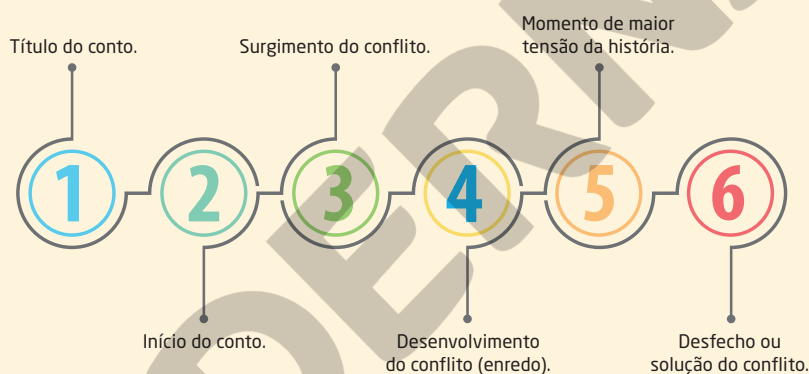 Título do conto.
Surgimento do conflito.
Momento de maior
tensão da história.
1
2
3
4
5
6
Início do conto.
Desenvolvimento
do conflito (enredo).
Desfecho ou
solução do conflito.